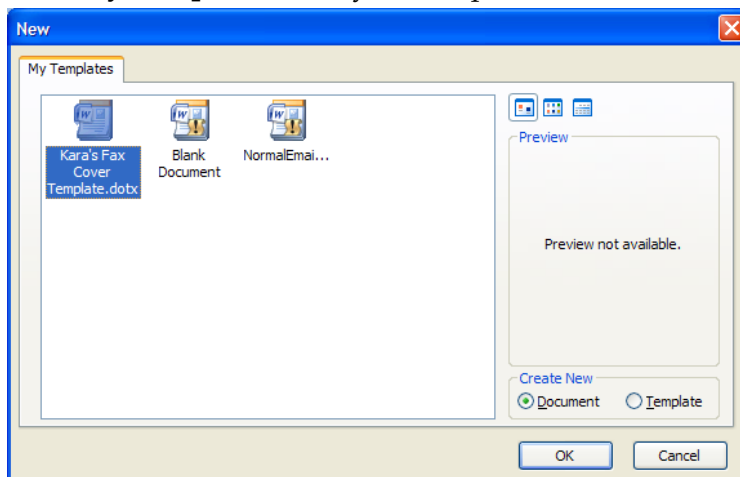 New
My Templates
Kara's Fax
Cover
Template.dotx
Blank
Document
NormalEmai...
Preview
Preview not available.
Create New
Document
Template
OK
Cancel